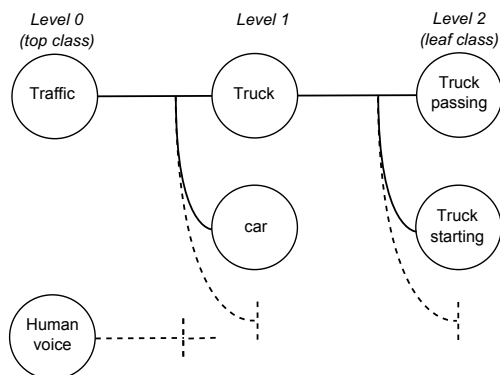 Level 0
(top class)
Level 1
Level 2
(leaf class)
Traffic
Truck
Truck
passing
car
Truck
starting
Human
voice